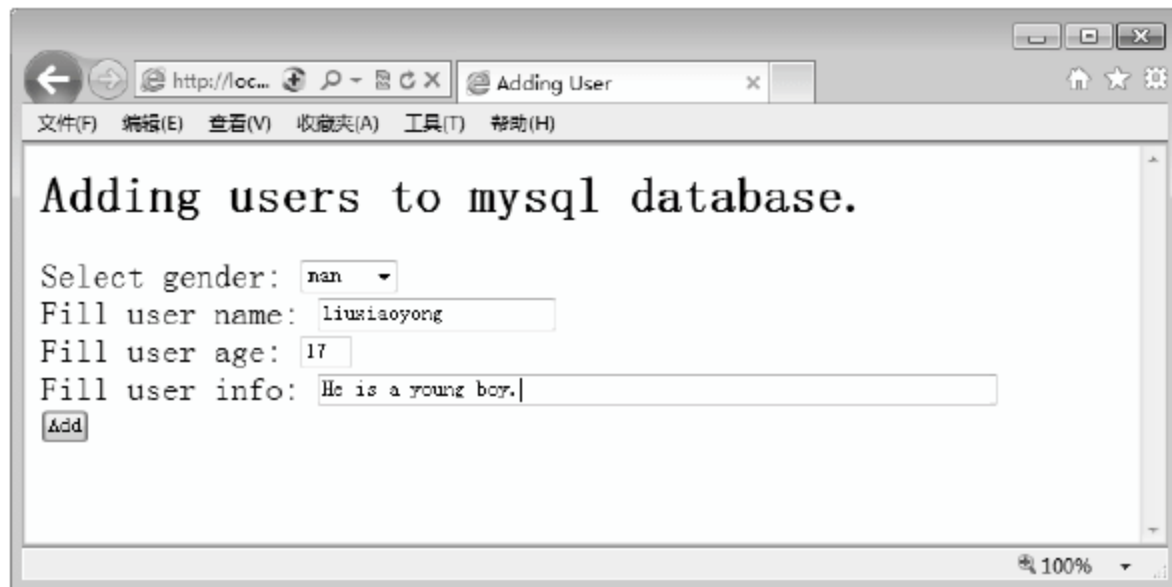 http://loc... Adding User
文件(F) 编辑(E) 查看(V) 收藏夹(A) 工具(T) 帮助(H)
Adding users to mysql database.
Select gender: man
Fill user name: liuxiaoyong
Fill user age: 17
Fill user info: He is a young boy.
Add
100%